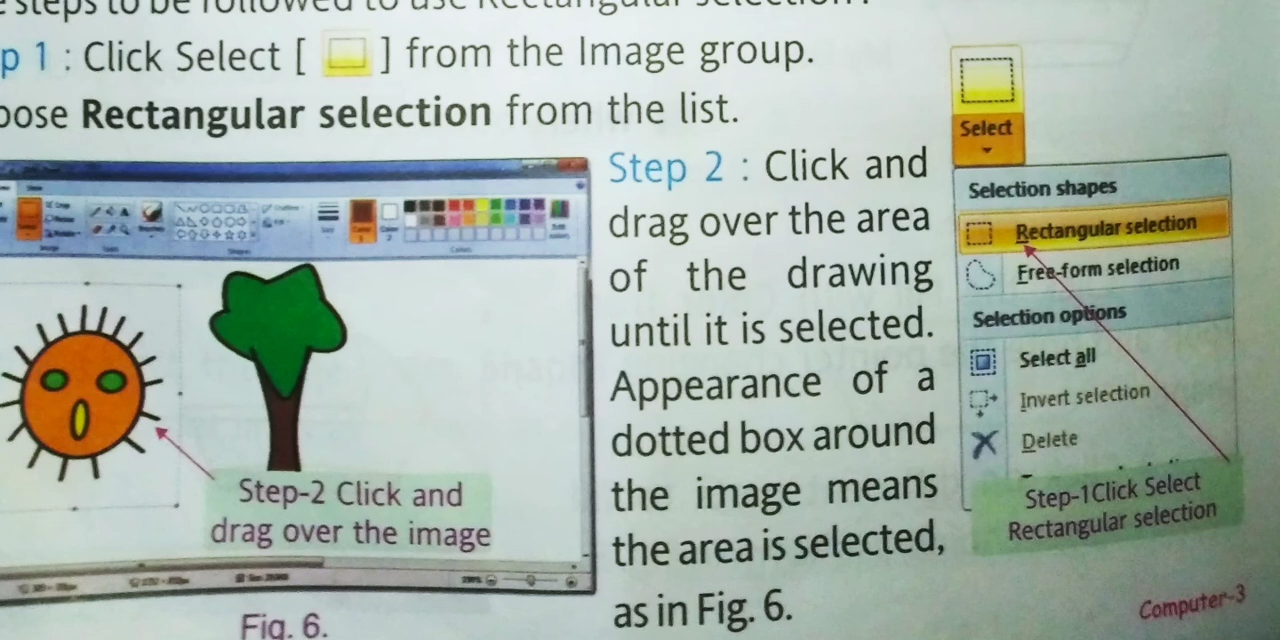 steps to be followed to use Rectangular selection?
p 1 : Click Select [ ] from the Image group.
oose Rectangular selection from the list.
Step 2 : Click and
drag over the area
of the drawing
until it is selected.
Appearance of a
dotted box around
the image means
the area is selected,
as in Fig. 6.
Step-2 Click and
drag over the image
Fig. 6.
Select
Selection shapes
Rectangular selection
Free-form selection
Selection options
Select all
Invert selection
Delete
Step-1Click Select
Rectangular selection
Computer-3